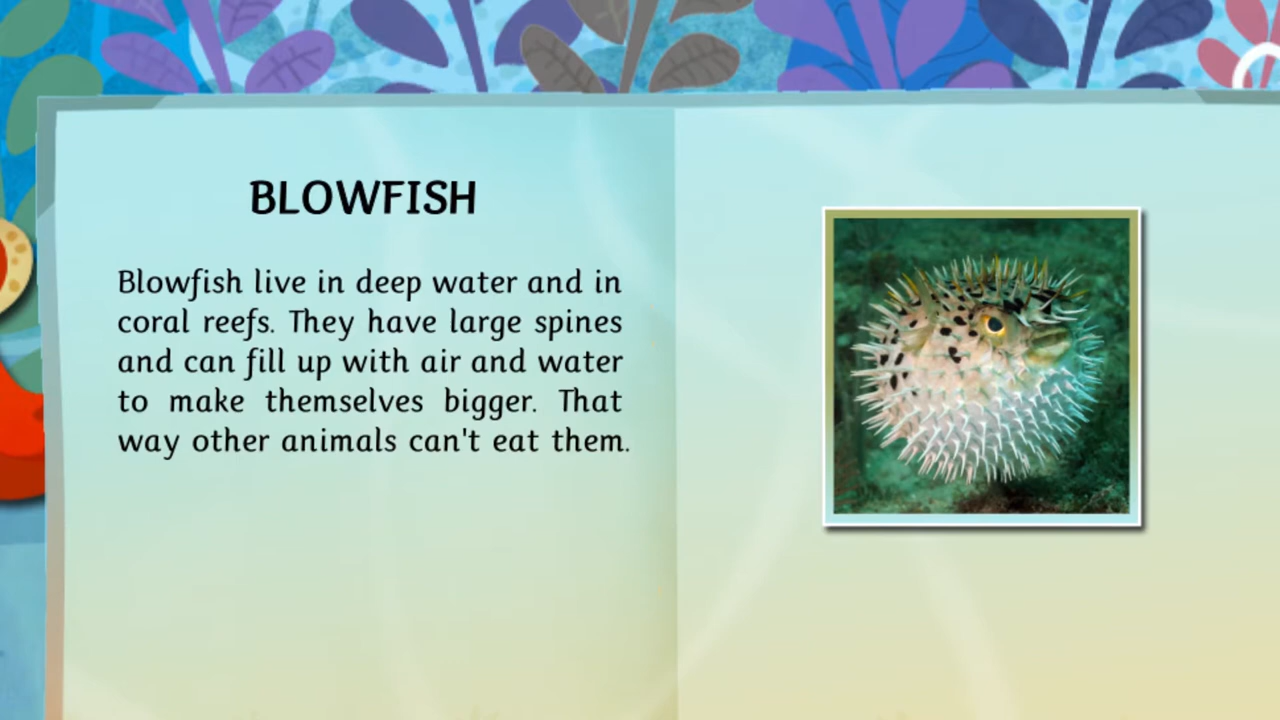 BLOWFISH
Blowfish live in deep water and in
coral reefs. They have large spines
and can fill up with air and water
to make themselves bigger. That
way other animals can't eat them.